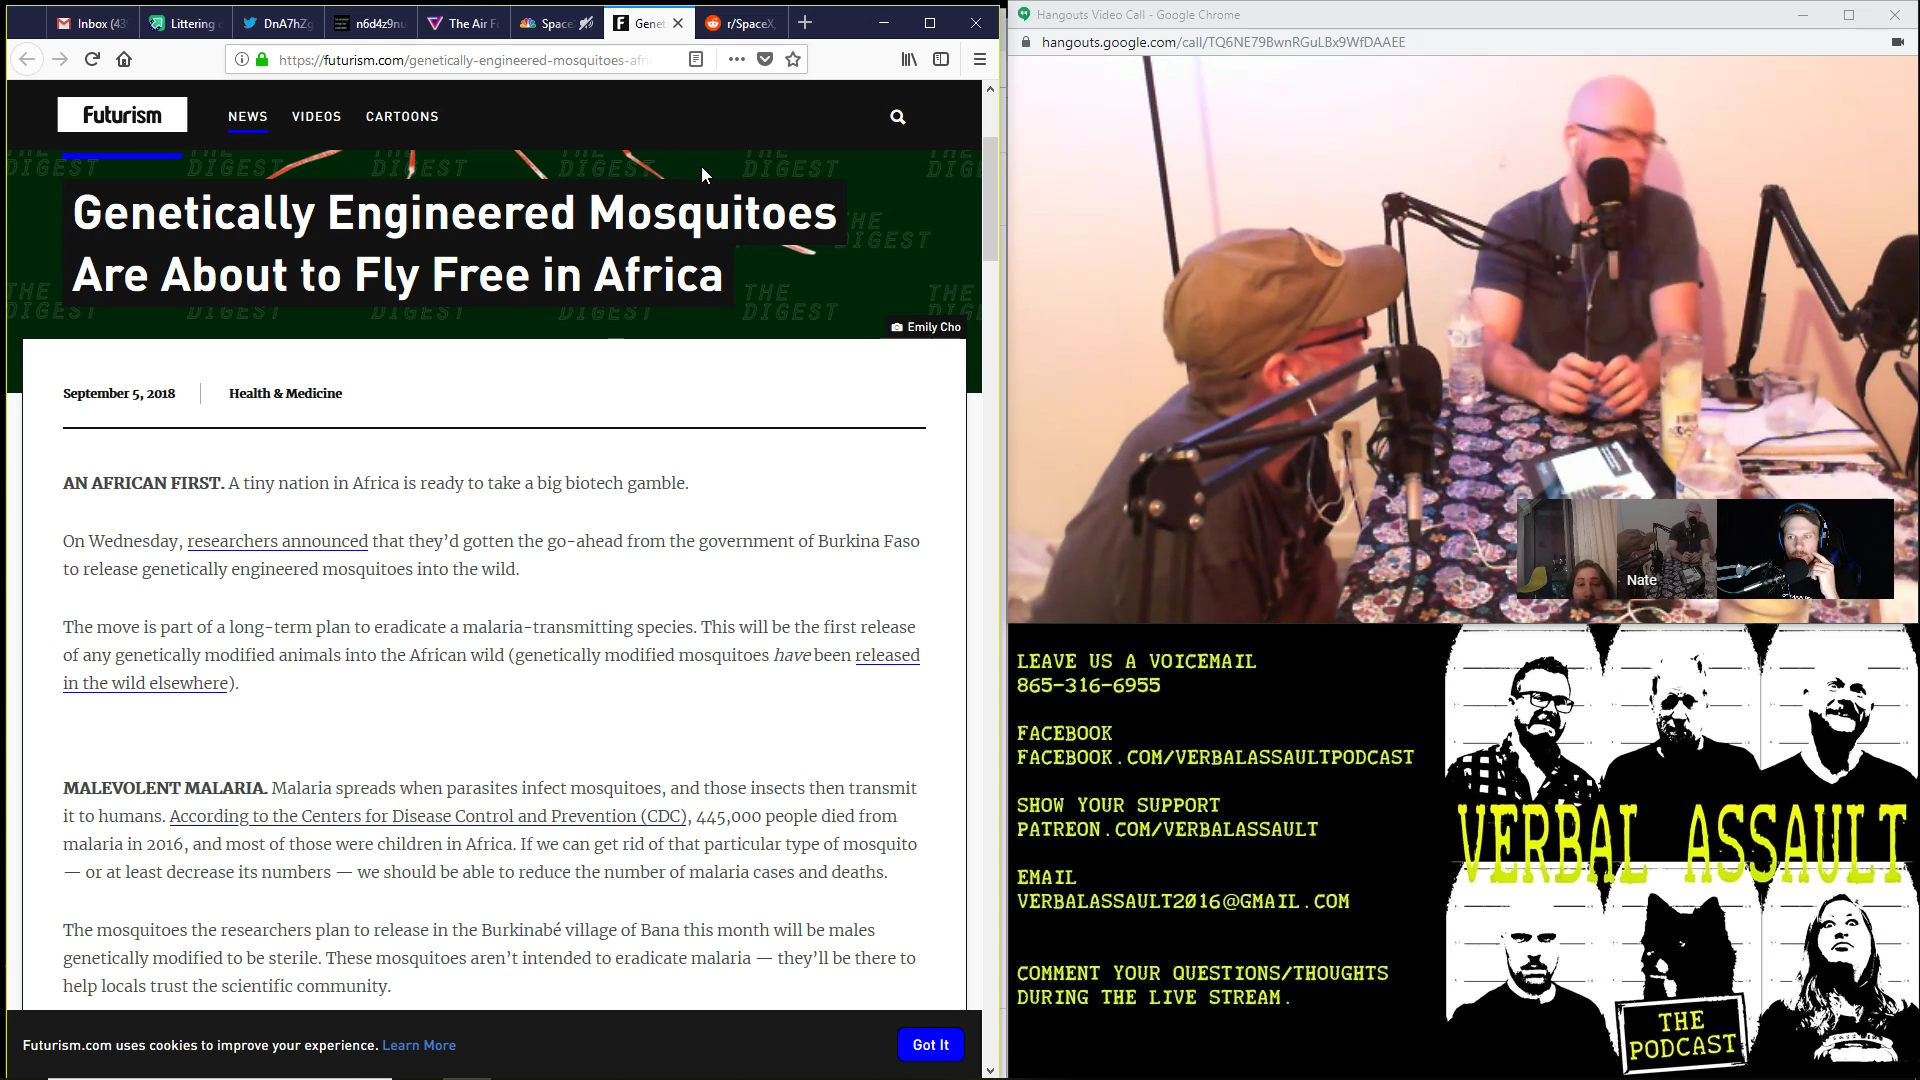 Inbox (43
Littering
DnA7hZg
n6d4z9nu
The Air F
Space
Genet
r/SpaceX
https://futurism.com/genetically-engineered-mosquitoes-afri
Futurism
NEWS
VIDEOS
CARTOONS
THE DIGEST
Genetically Engineered Mosquitoes
Are About to Fly Free in Africa
Emily Cho
September 5, 2018
Health & Medicine
AN AFRICAN FIRST. A tiny nation in Africa is ready to take a big biotech gamble.
On Wednesday, researchers announced that they’d gotten the go-ahead from the government of Burkina Faso
to release genetically engineered mosquitoes into the wild.
The move is part of a long-term plan to eradicate a malaria-transmitting species. This will be the first release
of any genetically modified animals into the African wild (genetically modified mosquitoes have been released
in the wild elsewhere).
MALEVOLENT MALARIA. Malaria spreads when parasites infect mosquitoes, and those insects then transmit
it to humans. According to the Centers for Disease Control and Prevention (CDC), 445,000 people died from
malaria in 2016, and most of those were children in Africa. If we can get rid of that particular type of mosquito
— or at least decrease its numbers — we should be able to reduce the number of malaria cases and deaths.
The mosquitoes the researchers plan to release in the Burkinabé village of Bana this month will be males
genetically modified to be sterile. These mosquitoes aren’t intended to eradicate malaria — they’ll be there to
help locals trust the scientific community.
Futurism.com uses cookies to improve your experience. Learn More
Got It
Hangouts Video Call - Google Chrome
hangouts.google.com/call/TQ6NE79BwnRGuLBx9WfDAAEE
Nate
LEAVE US A VOICEMAIL
865-316-6955
FACEBOOK
FACEBOOK.COM/VERBALASSAULTPODCAST
SHOW YOUR SUPPORT
PATREON.COM/VERBALASSAULT
EMAIL
VERBALASSAULT2016@GMAIL.COM
COMMENT YOUR QUESTIONS/THOUGHTS
DURING THE LIVE STREAM.
VERBAL ASSAULT
THE
PODCAST